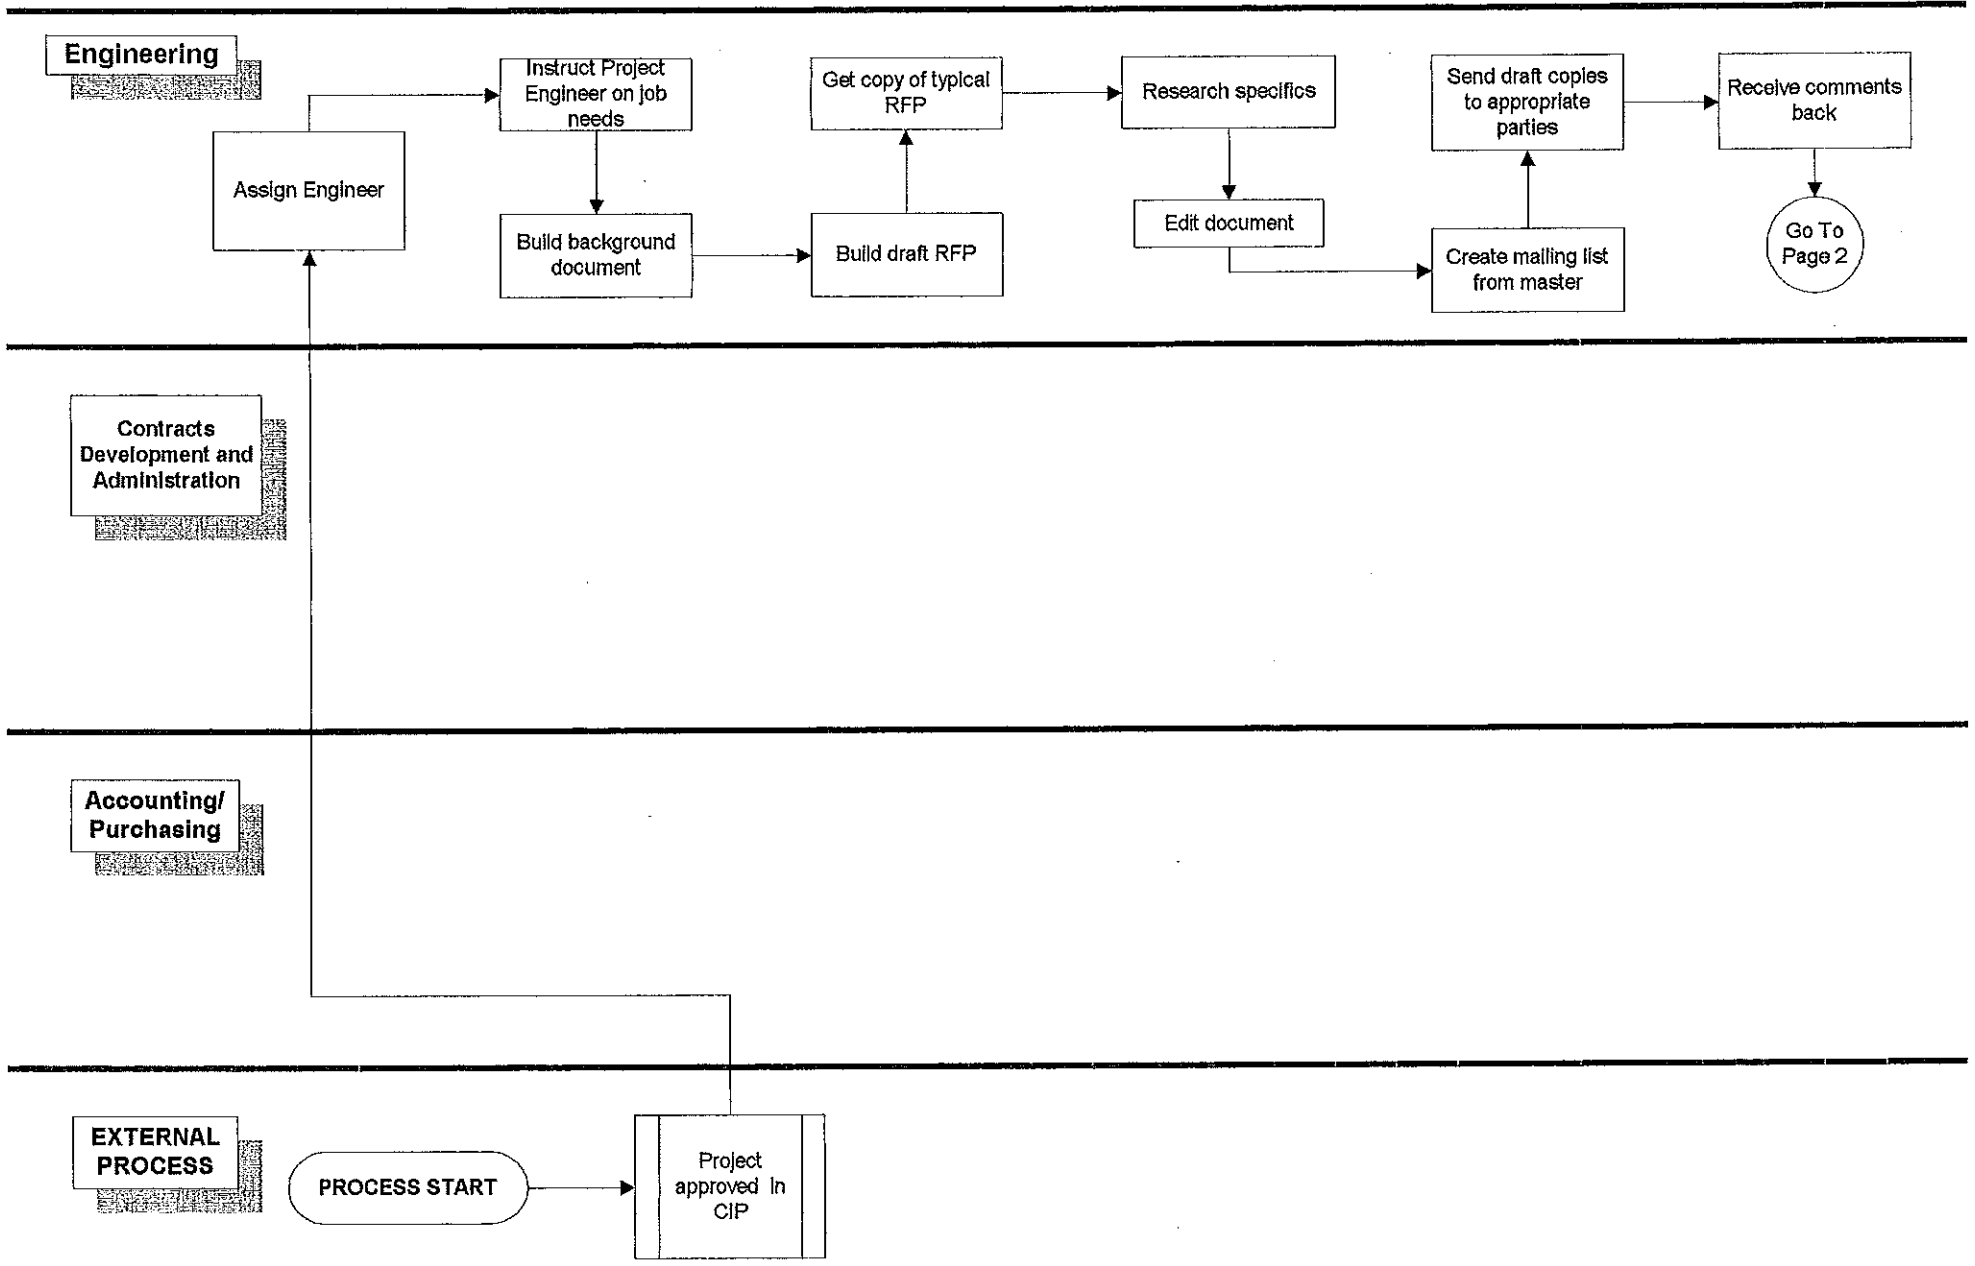 Engineering
Instruct Project
Engineer on job
needs
Get copy of typical
RFP
Research specifics
Send draft copies
to appropriate
parties
Receive comments
back
Assign Engineer
Build background
document
Build draft RFP
Edit document
Create mailing list
from master
Go To
Page 2
Contracts
Development and
Administration
Accounting/
Purchasing
EXTERNAL
PROCESS
PROCESS START
Project
approved in
CIP